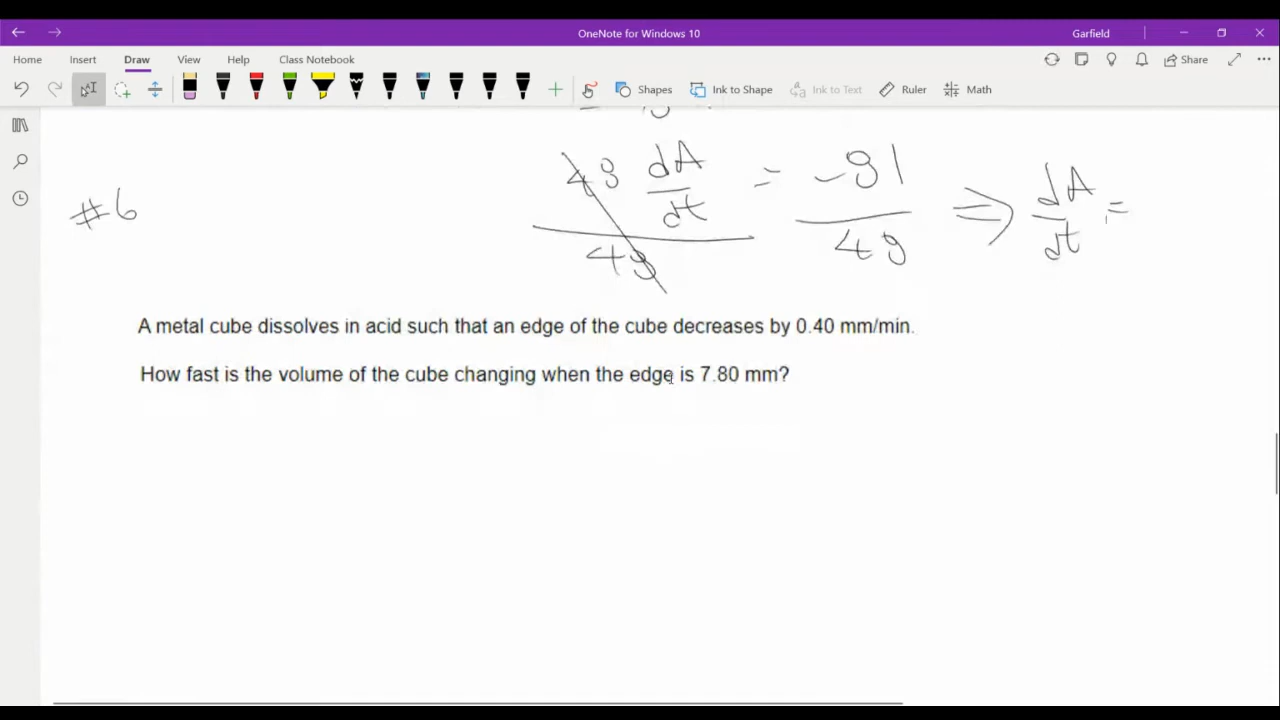 OneNote for Windows 10
Garfield
Home Insert Draw View Help Class Notebook
Share
Shapes Ink to Shape Ink to Text Ruler Math
#6
49 dA/dt / 49 = -91/49 ⇒ dA/dt =
A metal cube dissolves in acid such that an edge of the cube decreases by 0.40 mm/min.
How fast is the volume of the cube changing when the edge is 7.80 mm?